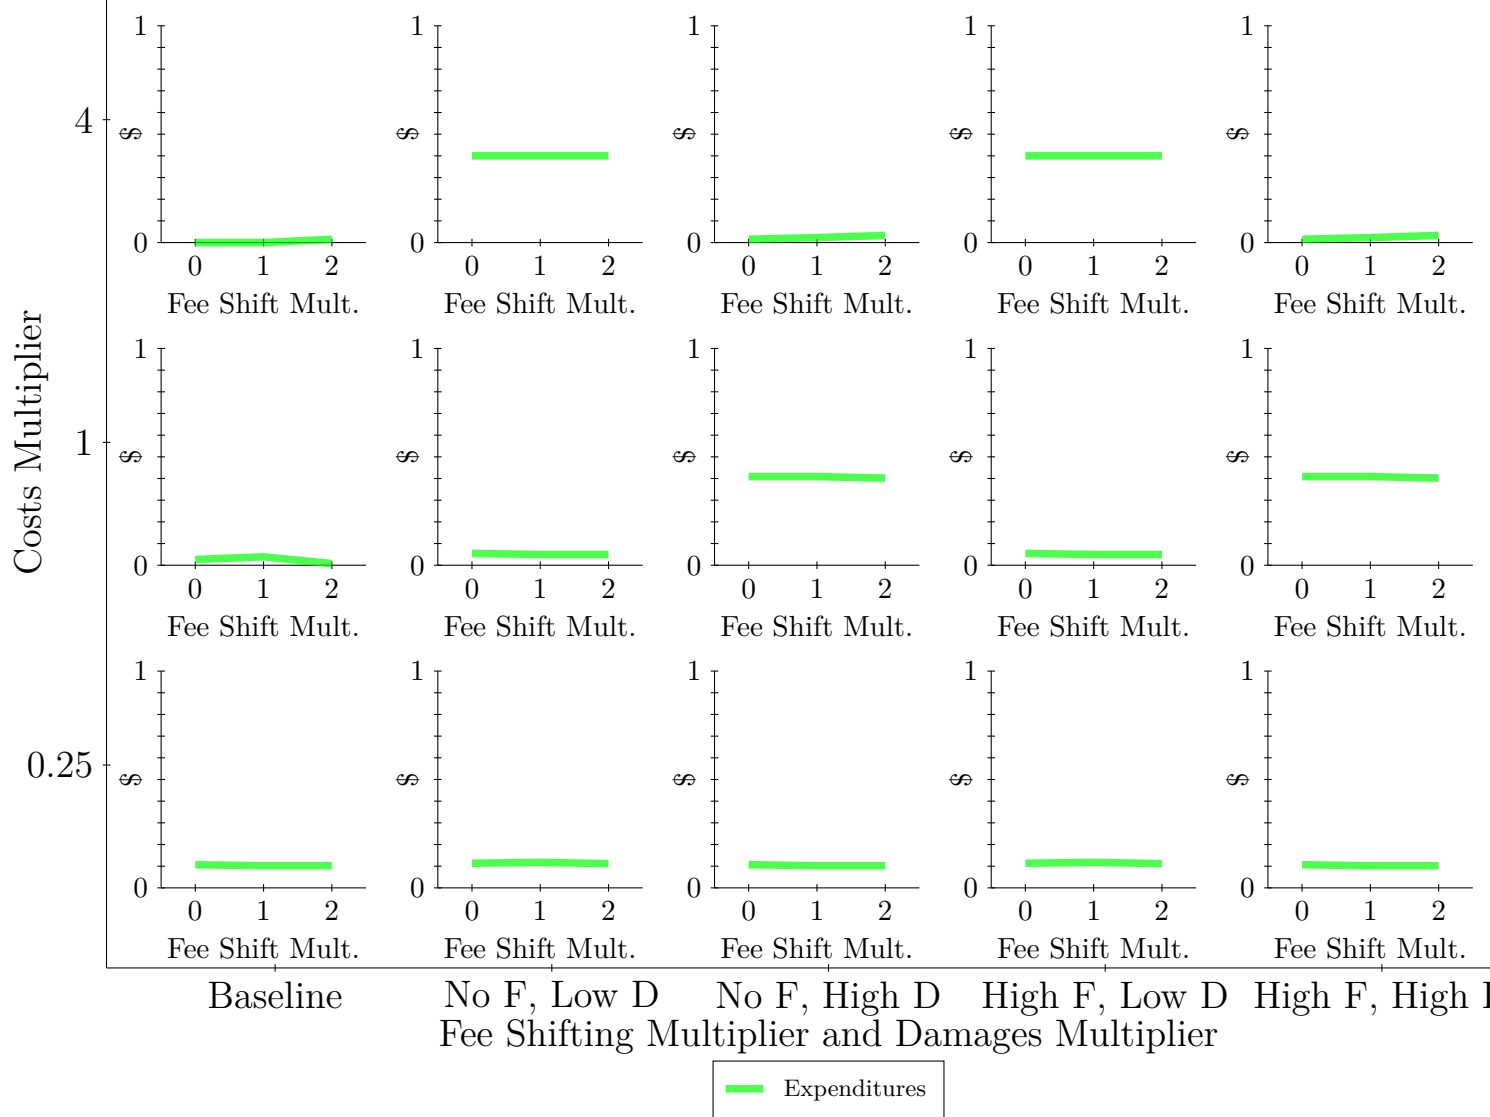 Costs Multiplier
4
1
$
0
0 1 2
Fee Shift Mult.
1
$
0
0 1 2
Fee Shift Mult.
1
$
0
0 1 2
Fee Shift Mult.
1
$
0
0 1 2
Fee Shift Mult.
1
$
0
0 1 2
Fee Shift Mult.
1
1
$
0
0 1 2
Fee Shift Mult.
1
$
0
0 1 2
Fee Shift Mult.
1
$
0
0 1 2
Fee Shift Mult.
1
$
0
0 1 2
Fee Shift Mult.
1
$
0
0 1 2
Fee Shift Mult.
0.25
1
$
0
0 1 2
Fee Shift Mult.
1
$
0
0 1 2
Fee Shift Mult.
1
$
0
0 1 2
Fee Shift Mult.
1
$
0
0 1 2
Fee Shift Mult.
1
$
0
0 1 2
Fee Shift Mult.
Baseline
No F, Low D
No F, High D
High F, Low D
High F, High
Fee Shifting Multiplier and Damages Multiplier
Expenditures